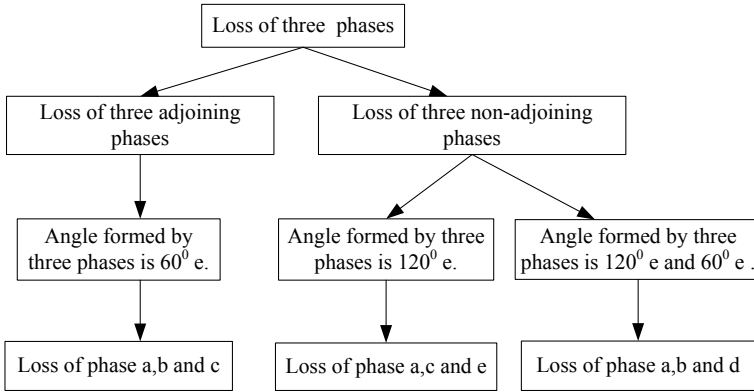 Loss of three phases
Loss of three adjoining
phases
Loss of three non-adjoining
phases
Angle formed by
three phases is 60⁰ e.
Angle formed by three
phases is 120⁰ e.
Angle formed by three
phases is 120⁰ e and 60⁰ e .
Loss of phase a,b and c
Loss of phase a,c and e
Loss of phase a,b and d